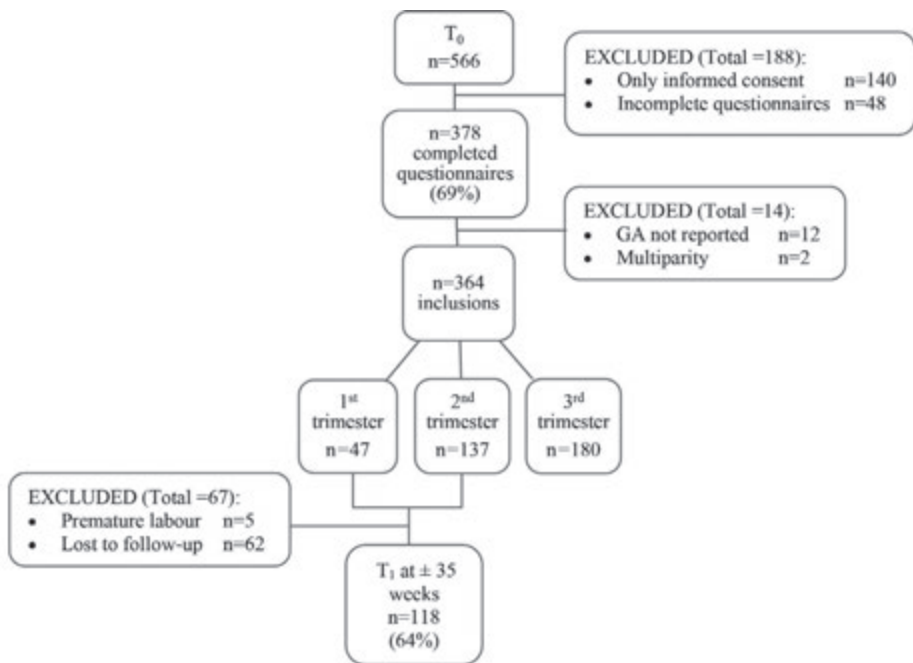 T₀
n=566
EXCLUDED (Total =188):
• Only informed consent n=140
• Incomplete questionnaires n=48
n=378
completed
questionnaires
(69%)
EXCLUDED (Total =14):
• GA not reported n=12
• Multiparity n=2
n=364
inclusions
1st
trimester
n=47
2nd
trimester
n=137
3rd
trimester
n=180
EXCLUDED (Total =67):
• Premature labour n=5
• Lost to follow-up n=62
T₁ at ± 35
weeks
n=118
(64%)